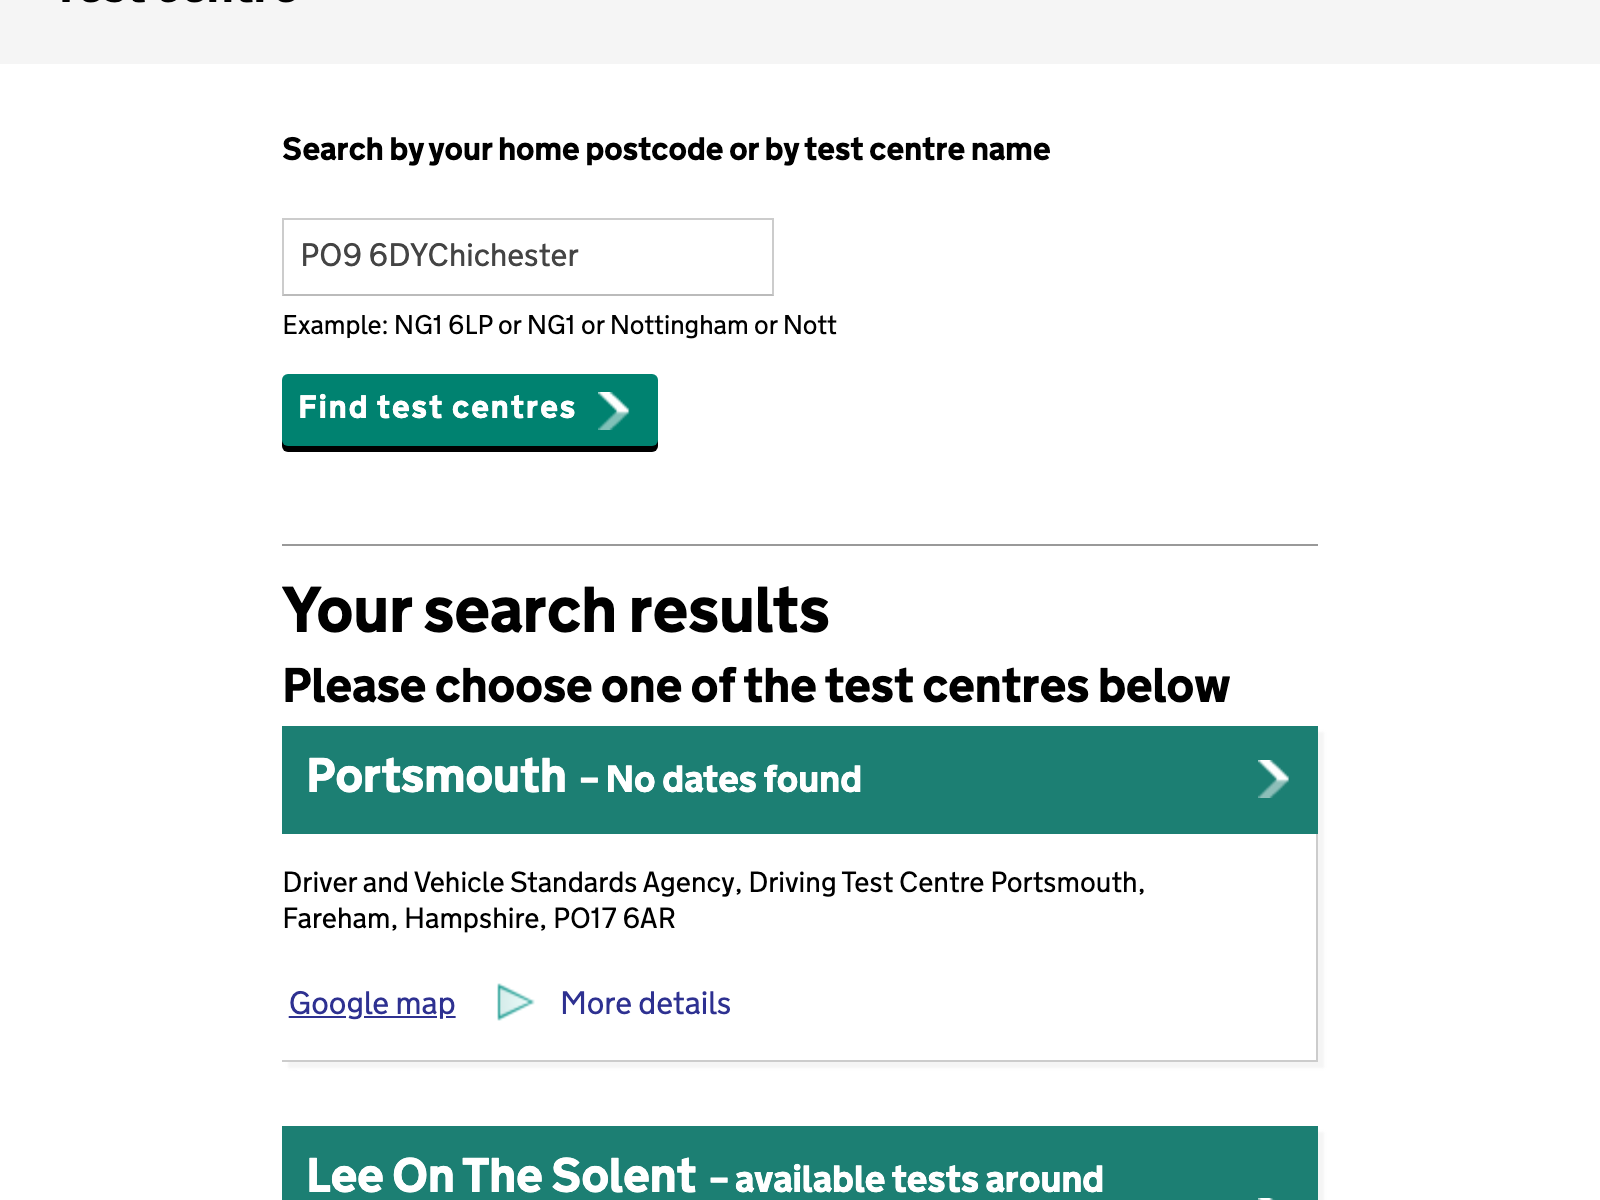 Test centre
Search by your home postcode or by test centre name
PO9 6DYChichester
Example: NG1 6LP or NG1 or Nottingham or Nott
Find test centres
Your search results
Please choose one of the test centres below
Portsmouth – No dates found
Driver and Vehicle Standards Agency, Driving Test Centre Portsmouth,
Fareham, Hampshire, PO17 6AR
Google map More details
Lee On The Solent – available tests around